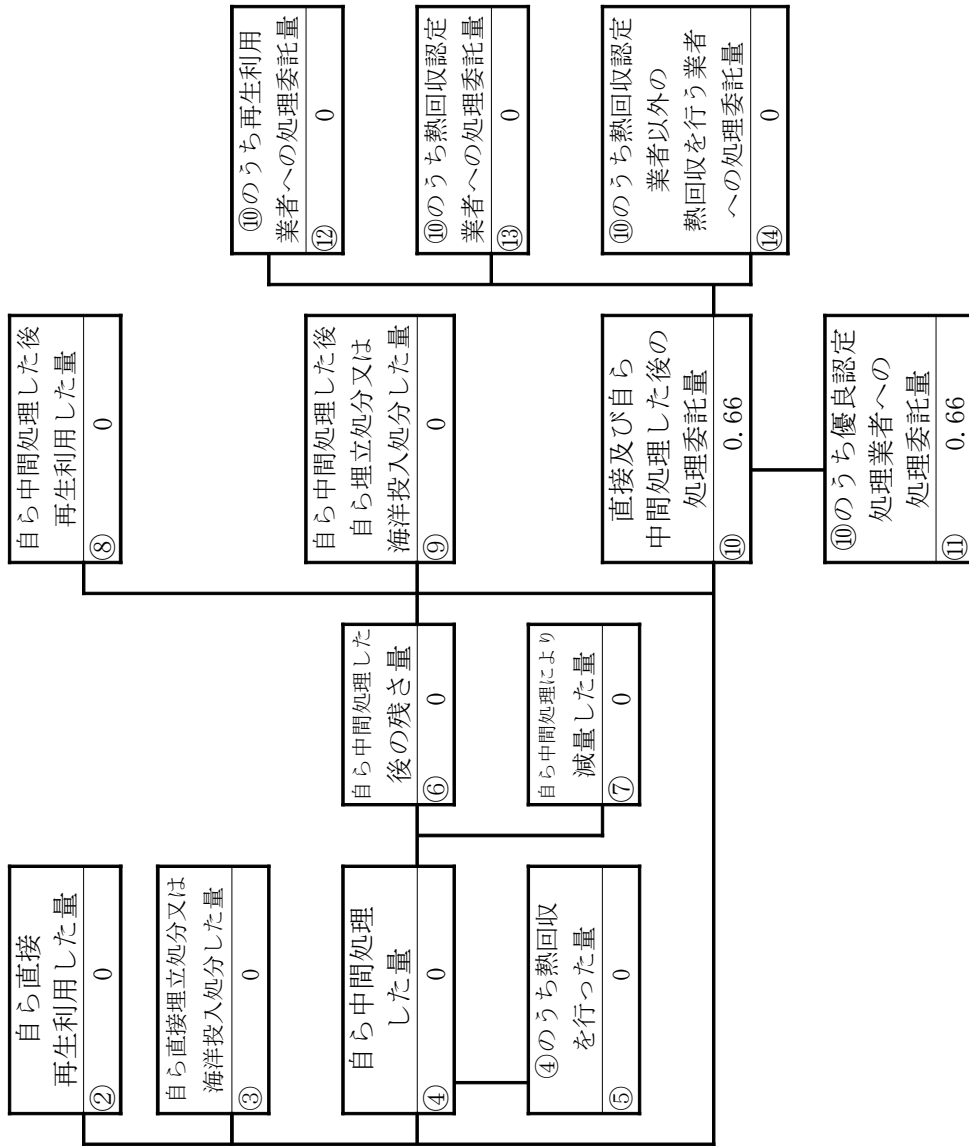 自ら直接
再生利用した量
② 0
自ら直接埋立処分又は
海洋投入処分した量
③ 0
自ら中間処理
した量
④ 0
④のうち熱回収
を行った量
⑤ 0
自ら中間処理した
後の残さ量
⑥ 0
自ら中間処理により
減量した量
⑦ 0
自ら中間処理した後
再生利用した量
⑧ 0
自ら中間処理した後
自ら埋立処分又は
海洋投入処分した量
⑨ 0
直接及び自ら
中間処理した後の
処理委託量
⑩ 0.66
⑩のうち優良認定
処理業者への
処理委託量
⑪ 0.66
⑩のうち再生利用
業者への処理委託量
⑫ 0
⑩のうち熱回収認定
業者への処理委託量
⑬ 0
⑩のうち熱回収認定
業者以外の
熱回収を行う業者
への処理委託量
⑭ 0